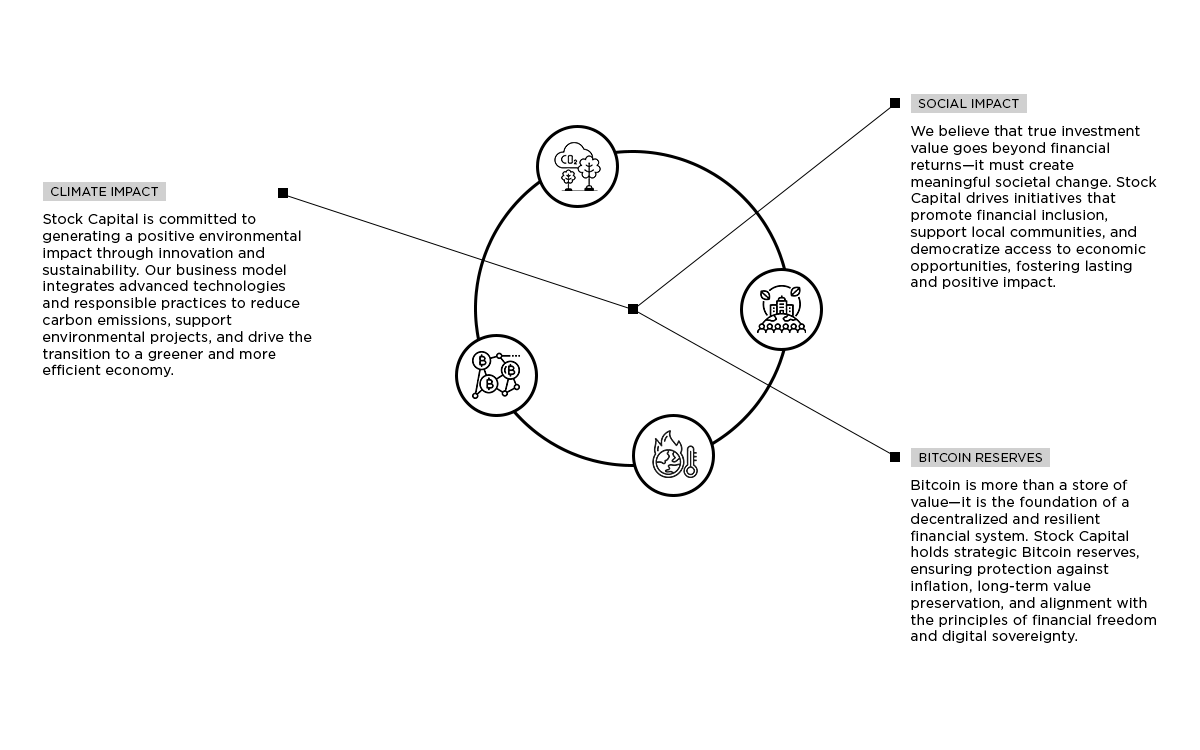 CLIMATE IMPACT
Stock Capital is committed to
generating a positive environmental
impact through innovation and
sustainability. Our business model
integrates advanced technologies
and responsible practices to reduce
carbon emissions, support
environmental projects, and drive the
transition to a greener and more
efficient economy.
CO₂
SOCIAL IMPACT
We believe that true investment
value goes beyond financial
returns—it must create
meaningful societal change. Stock
Capital drives initiatives that
promote financial inclusion,
support local communities, and
democratize access to economic
opportunities, fostering lasting
and positive impact.
BITCOIN RESERVES
Bitcoin is more than a store of
value—it is the foundation of a
decentralized and resilient
financial system. Stock Capital
holds strategic Bitcoin reserves,
ensuring protection against
inflation, long-term value
preservation, and alignment with
the principles of financial freedom
and digital sovereignty.